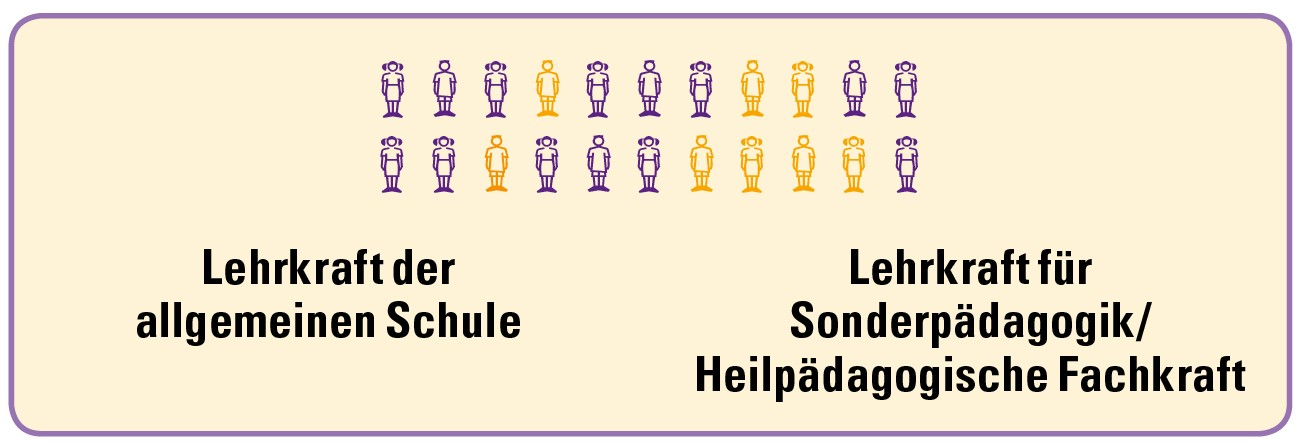 Lehrkraft der
allgemeinen Schule
Lehrkraft für
Sonderpädagogik/
Heilpädagogische Fachkraft